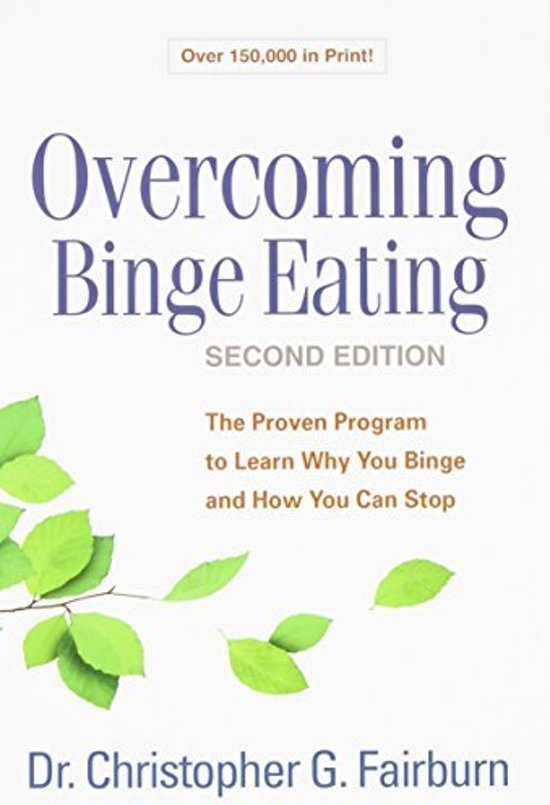 Over 150,000 in Print!
Overcoming
Binge Eating
SECOND EDITION
The Proven Program
to Learn Why You Binge
and How You Can Stop
Dr. Christopher G. Fairburn